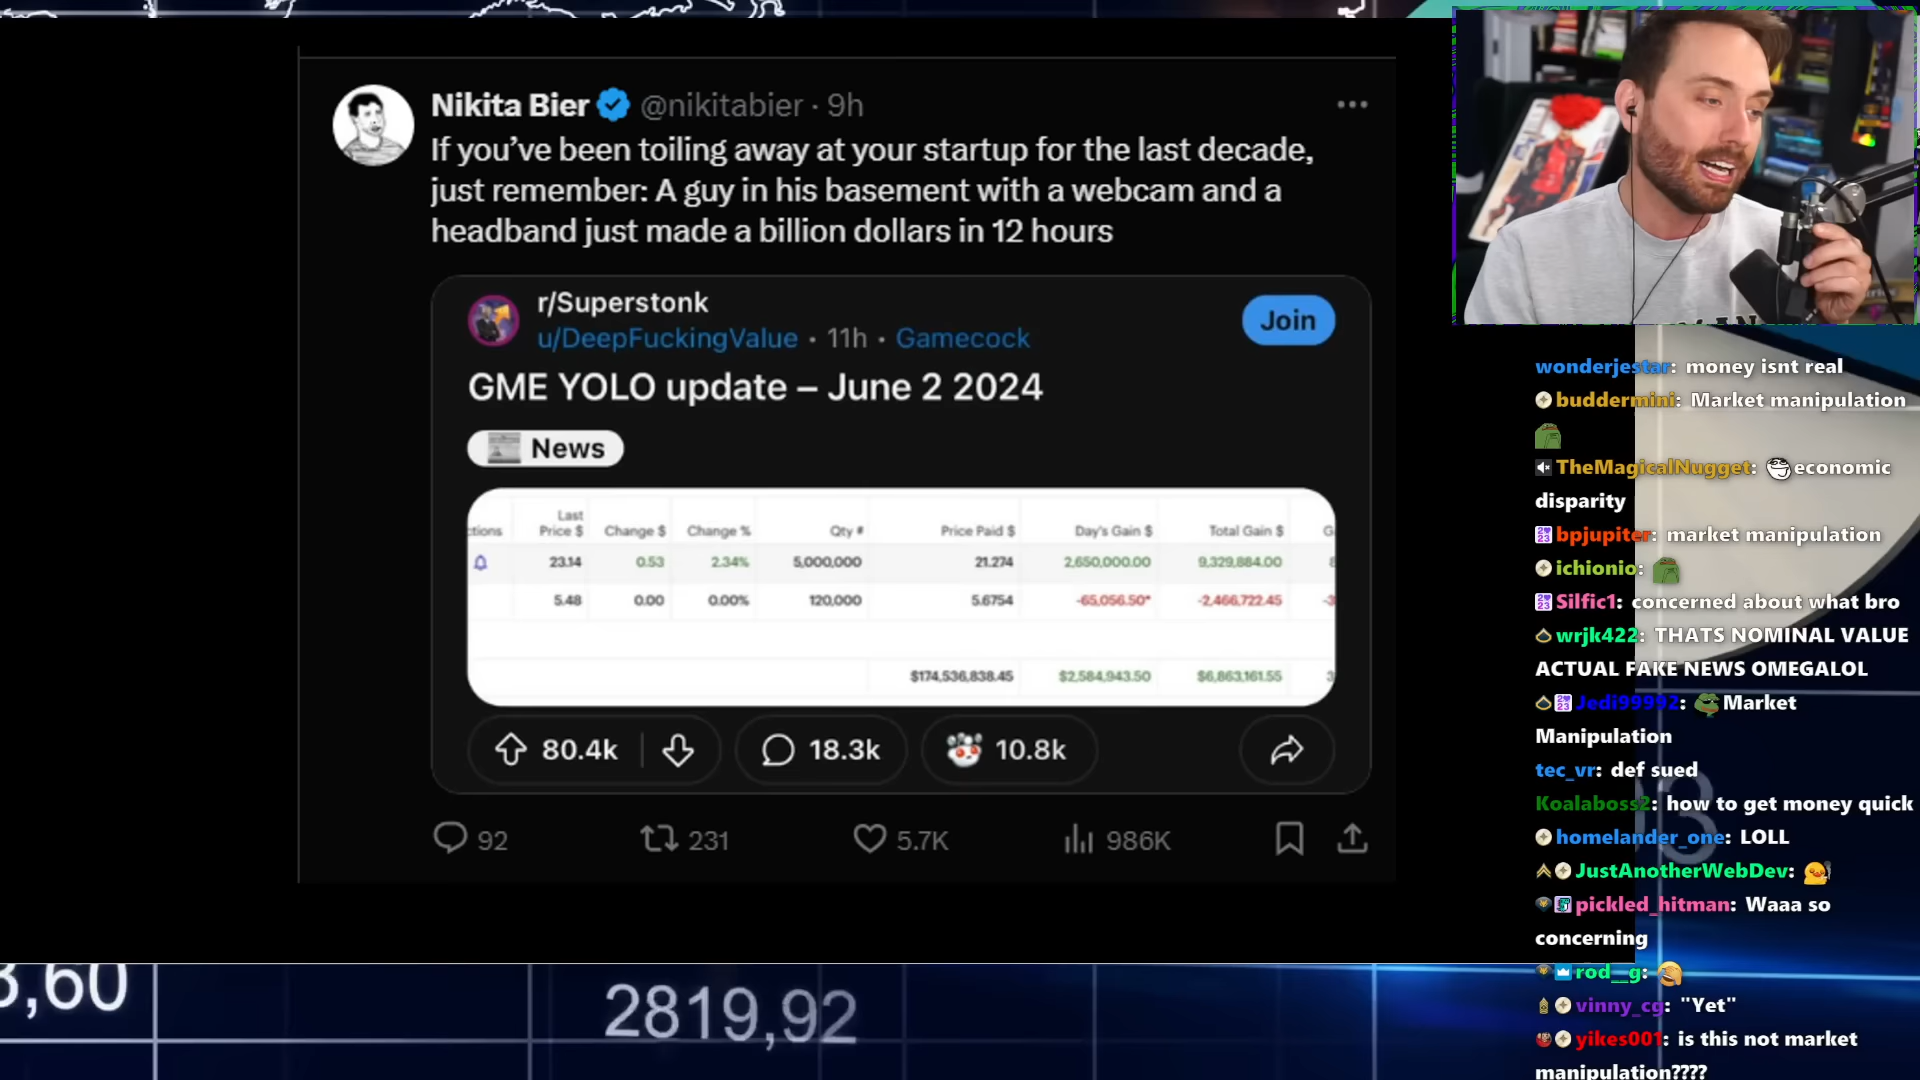 Nikita Bier @nikitabier · 9h
If you've been toiling away at your startup for the last decade,
just remember: A guy in his basement with a webcam and a
headband just made a billion dollars in 12 hours
r/Superstonk
u/DeepFuckingValue • 11h • Gamecock
Join
GME YOLO update – June 2 2024
News
ctions Last Price $ Change $ Change % Qty # Price Paid $ Day's Gain $ Total Gain $ G
23.14 0.53 2.34% 5,000,000 21.274 2,650,000.00 9,329,884.00
5.48 0.00 0.00% 120,000 5.6754 -65,056.50* -2,466,722.45
$174,536,838.45 $2,584,943.50 $6,863,161.55
80.4k 18.3k 10.8k
92 231 5.7K 986K
wonderjestar: money isnt real
buddermini: Market manipulation
TheMagicalNugget: economic
disparity
bpjupiter: market manipulation
ichionio:
Silfic1: concerned about what bro
wrjk422: THATS NOMINAL VALUE
ACTUAL FAKE NEWS OMEGALOL
Jedi99992: Market
Manipulation
tec_vr: def sued
Koalaboss2: how to get money quick
homelander_one: LOLL
JustAnotherWebDev:
pickled_hitman: Waaa so
concerning
rod__g:
vinny_cg: "Yet"
yikes001: is this not market
manipulation????
3,60
2819,92